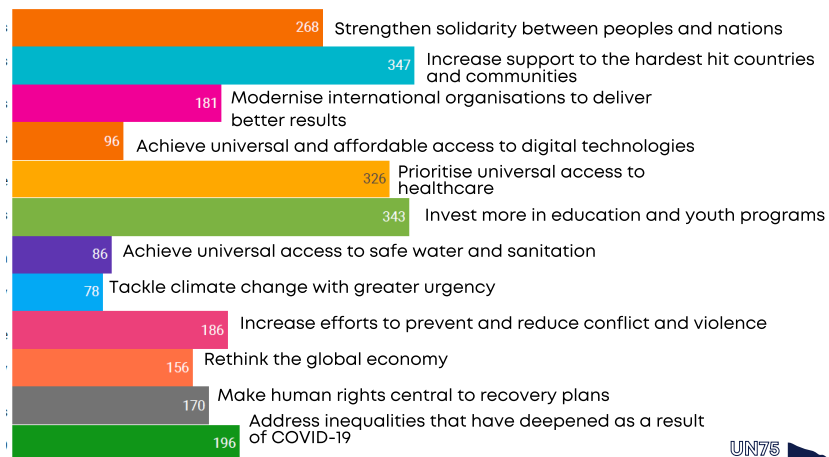 268 Strengthen solidarity between peoples and nations
347 Increase support to the hardest hit countries
and communities
181 Modernise international organisations to deliver
better results
96 Achieve universal and affordable access to digital technologies
326 Prioritise universal access to
healthcare
343 Invest more in education and youth programs
86 Achieve universal access to safe water and sanitation
78 Tackle climate change with greater urgency
186 Increase efforts to prevent and reduce conflict and violence
156 Rethink the global economy
170 Make human rights central to recovery plans
196 Address inequalities that have deepened as a result
of COVID-19
UN75